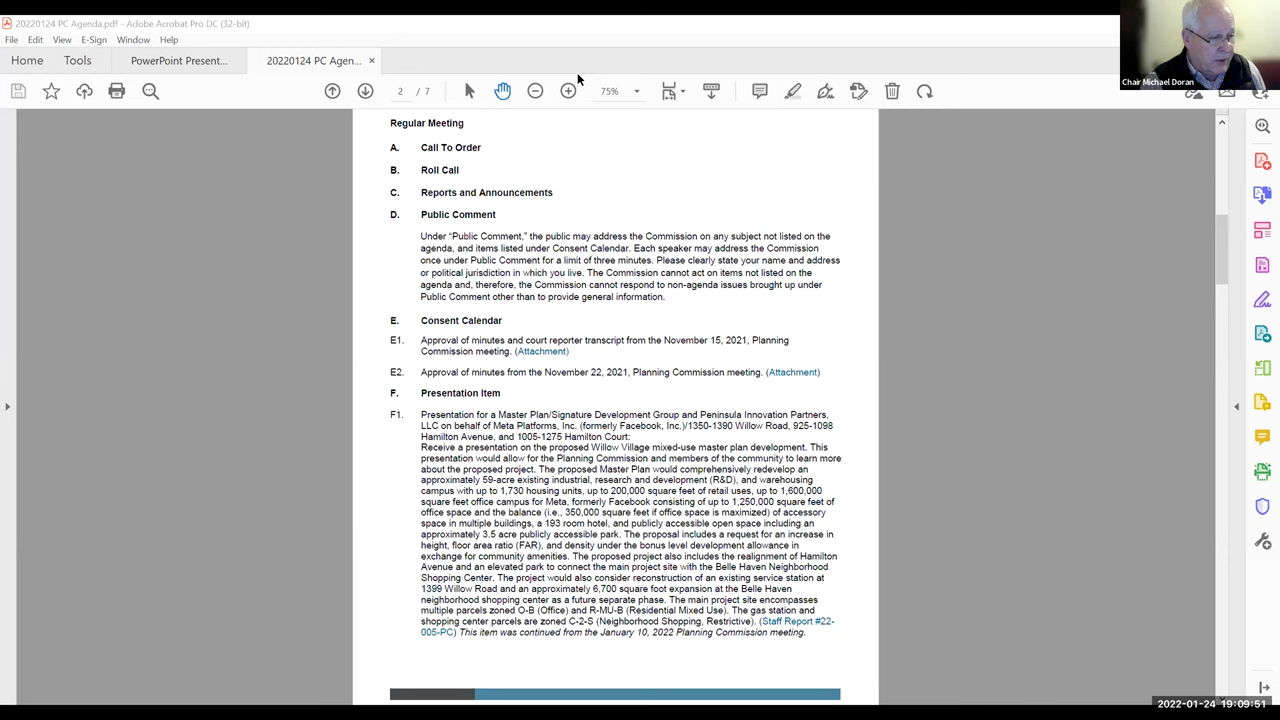 20220124 PC Agenda.pdf - Adobe Acrobat Pro DC (32-bit)
File Edit View E-Sign Window Help
Home Tools PowerPoint Present... 20220124 PC Agen... ×
Chair Michael Doran
2 / 7 75%
Regular Meeting
A. Call To Order
B. Roll Call
C. Reports and Announcements
D. Public Comment
Under “Public Comment,” the public may address the Commission on any subject not listed on the
agenda, and items listed under Consent Calendar. Each speaker may address the Commission
once under Public Comment for a limit of three minutes. Please clearly state your name and address
or political jurisdiction in which you live. The Commission cannot act on items not listed on the
agenda and, therefore, the Commission cannot respond to non-agenda issues brought up under
Public Comment other than to provide general information.
E. Consent Calendar
E1. Approval of minutes and court reporter transcript from the November 15, 2021, Planning
Commission meeting. (Attachment)
E2. Approval of minutes from the November 22, 2021, Planning Commission meeting. (Attachment)
F. Presentation Item
F1. Presentation for a Master Plan/Signature Development Group and Peninsula Innovation Partners,
LLC on behalf of Meta Platforms, Inc. (formerly Facebook, Inc.)/1350-1390 Willow Road, 925-1098
Hamilton Avenue, and 1005-1275 Hamilton Court:
Receive a presentation on the proposed Willow Village mixed-use master plan development. This
presentation would allow for the Planning Commission and members of the community to learn more
about the proposed project. The proposed Master Plan would comprehensively redevelop an
approximately 59-acre existing industrial, research and development (R&D), and warehousing
campus with up to 1,730 housing units, up to 200,000 square feet of retail uses, up to 1,600,000
square feet office campus for Meta, formerly Facebook consisting of up to 1,250,000 square feet of
office space and the balance (i.e., 350,000 square feet if office space is maximized) of accessory
space in multiple buildings, a 193 room hotel, and publicly accessible open space including an
approximately 3.5 acre publicly accessible park. The proposal includes a request for an increase in
height, floor area ratio (FAR), and density under the bonus level development allowance in
exchange for community amenities. The proposed project also includes the realignment of Hamilton
Avenue and an elevated park to connect the main project site with the Belle Haven Neighborhood
Shopping Center. The project would also consider reconstruction of an existing service station at
1399 Willow Road and an approximately 6,700 square foot expansion at the Belle Haven
neighborhood shopping center as a future separate phase. The main project site encompasses
multiple parcels zoned O-B (Office) and R-MU-B (Residential Mixed Use). The gas station and
shopping center parcels are zoned C-2-S (Neighborhood Shopping, Restrictive). (Staff Report #22-
005-PC) This item was continued from the January 10, 2022 Planning Commission meeting.
2022-01-24 19:09:51